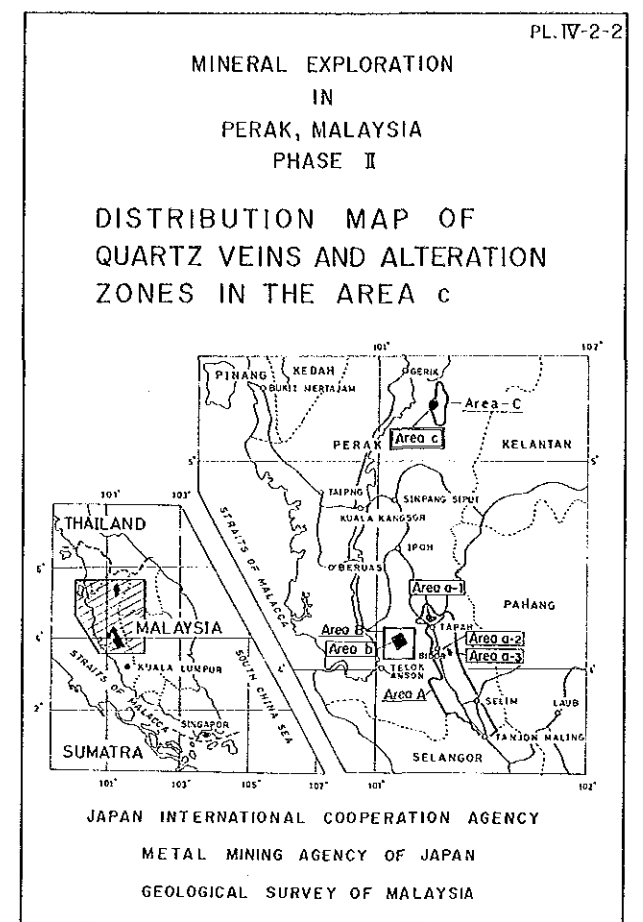 PL.IV-2-2
MINERAL EXPLORATION
IN
PERAK, MALAYSIA
PHASE II
DISTRIBUTION MAP OF
QUARTZ VEINS AND ALTERATION
ZONES IN THE AREA c
101°
102°
PINANG
KEDAH
BUKIT MERTAJAM
GERIK
Area-C
Area c
PERAK
KELANTAN
5°
5°
TAIPNG
SINPANG SIPUT
KUALA KANGSOR
IPOH
BERUAS
Area a-1
PAHANG
TAPAH
Area B
Area b
BIDOR
Area a-2
Area a-3
TELOK
ANSON
4°
Area A
SELIM
LAUB
TANJON MALING
SELANGOR
STRAITS OF MALACCA
SOUTH CHINA SEA
101°
102°
101°
103°
THAILAND
6°
4°
MALAYSIA
KUALA LUMPUR
STRAITS OF MALACCA
2°
SINGAPOR
SUMATRA
101°
103°
105°
107°
JAPAN INTERNATIONAL COOPERATION AGENCY
METAL MINING AGENCY OF JAPAN
GEOLOGICAL SURVEY OF MALAYSIA